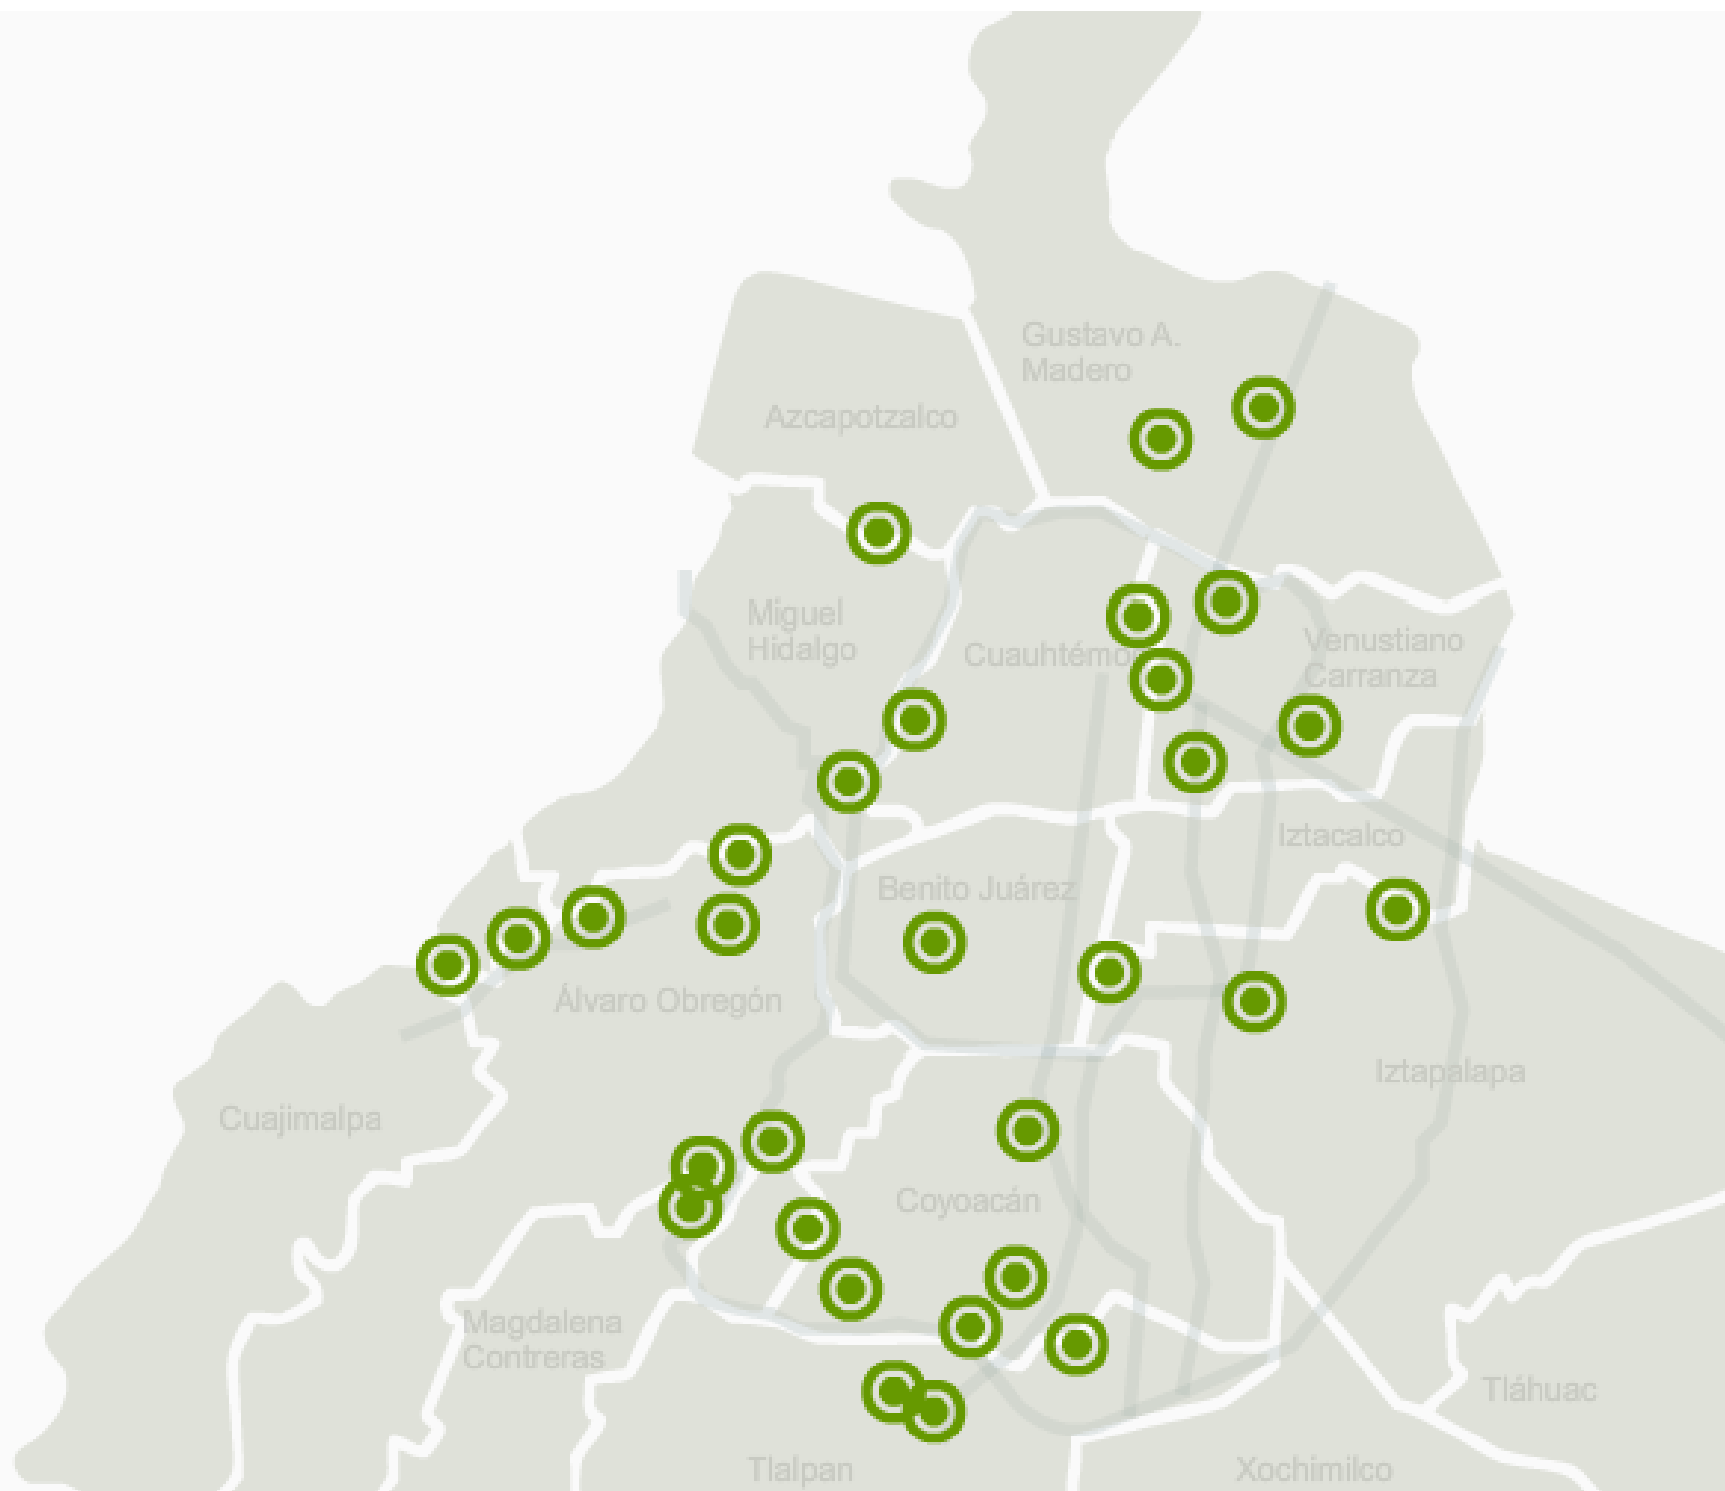 Gustavo A.
Madero
Azcapotzalco
Miguel
Hidalgo
Cuauhtémo
Venustiano
Carranza
Iztacalco
Benito Juárez
Álvaro Obregón
Iztapalapa
Cuajimalpa
Coyoacán
Magdalena
Contreras
Tláhuac
Tlalpan
Xochimilco